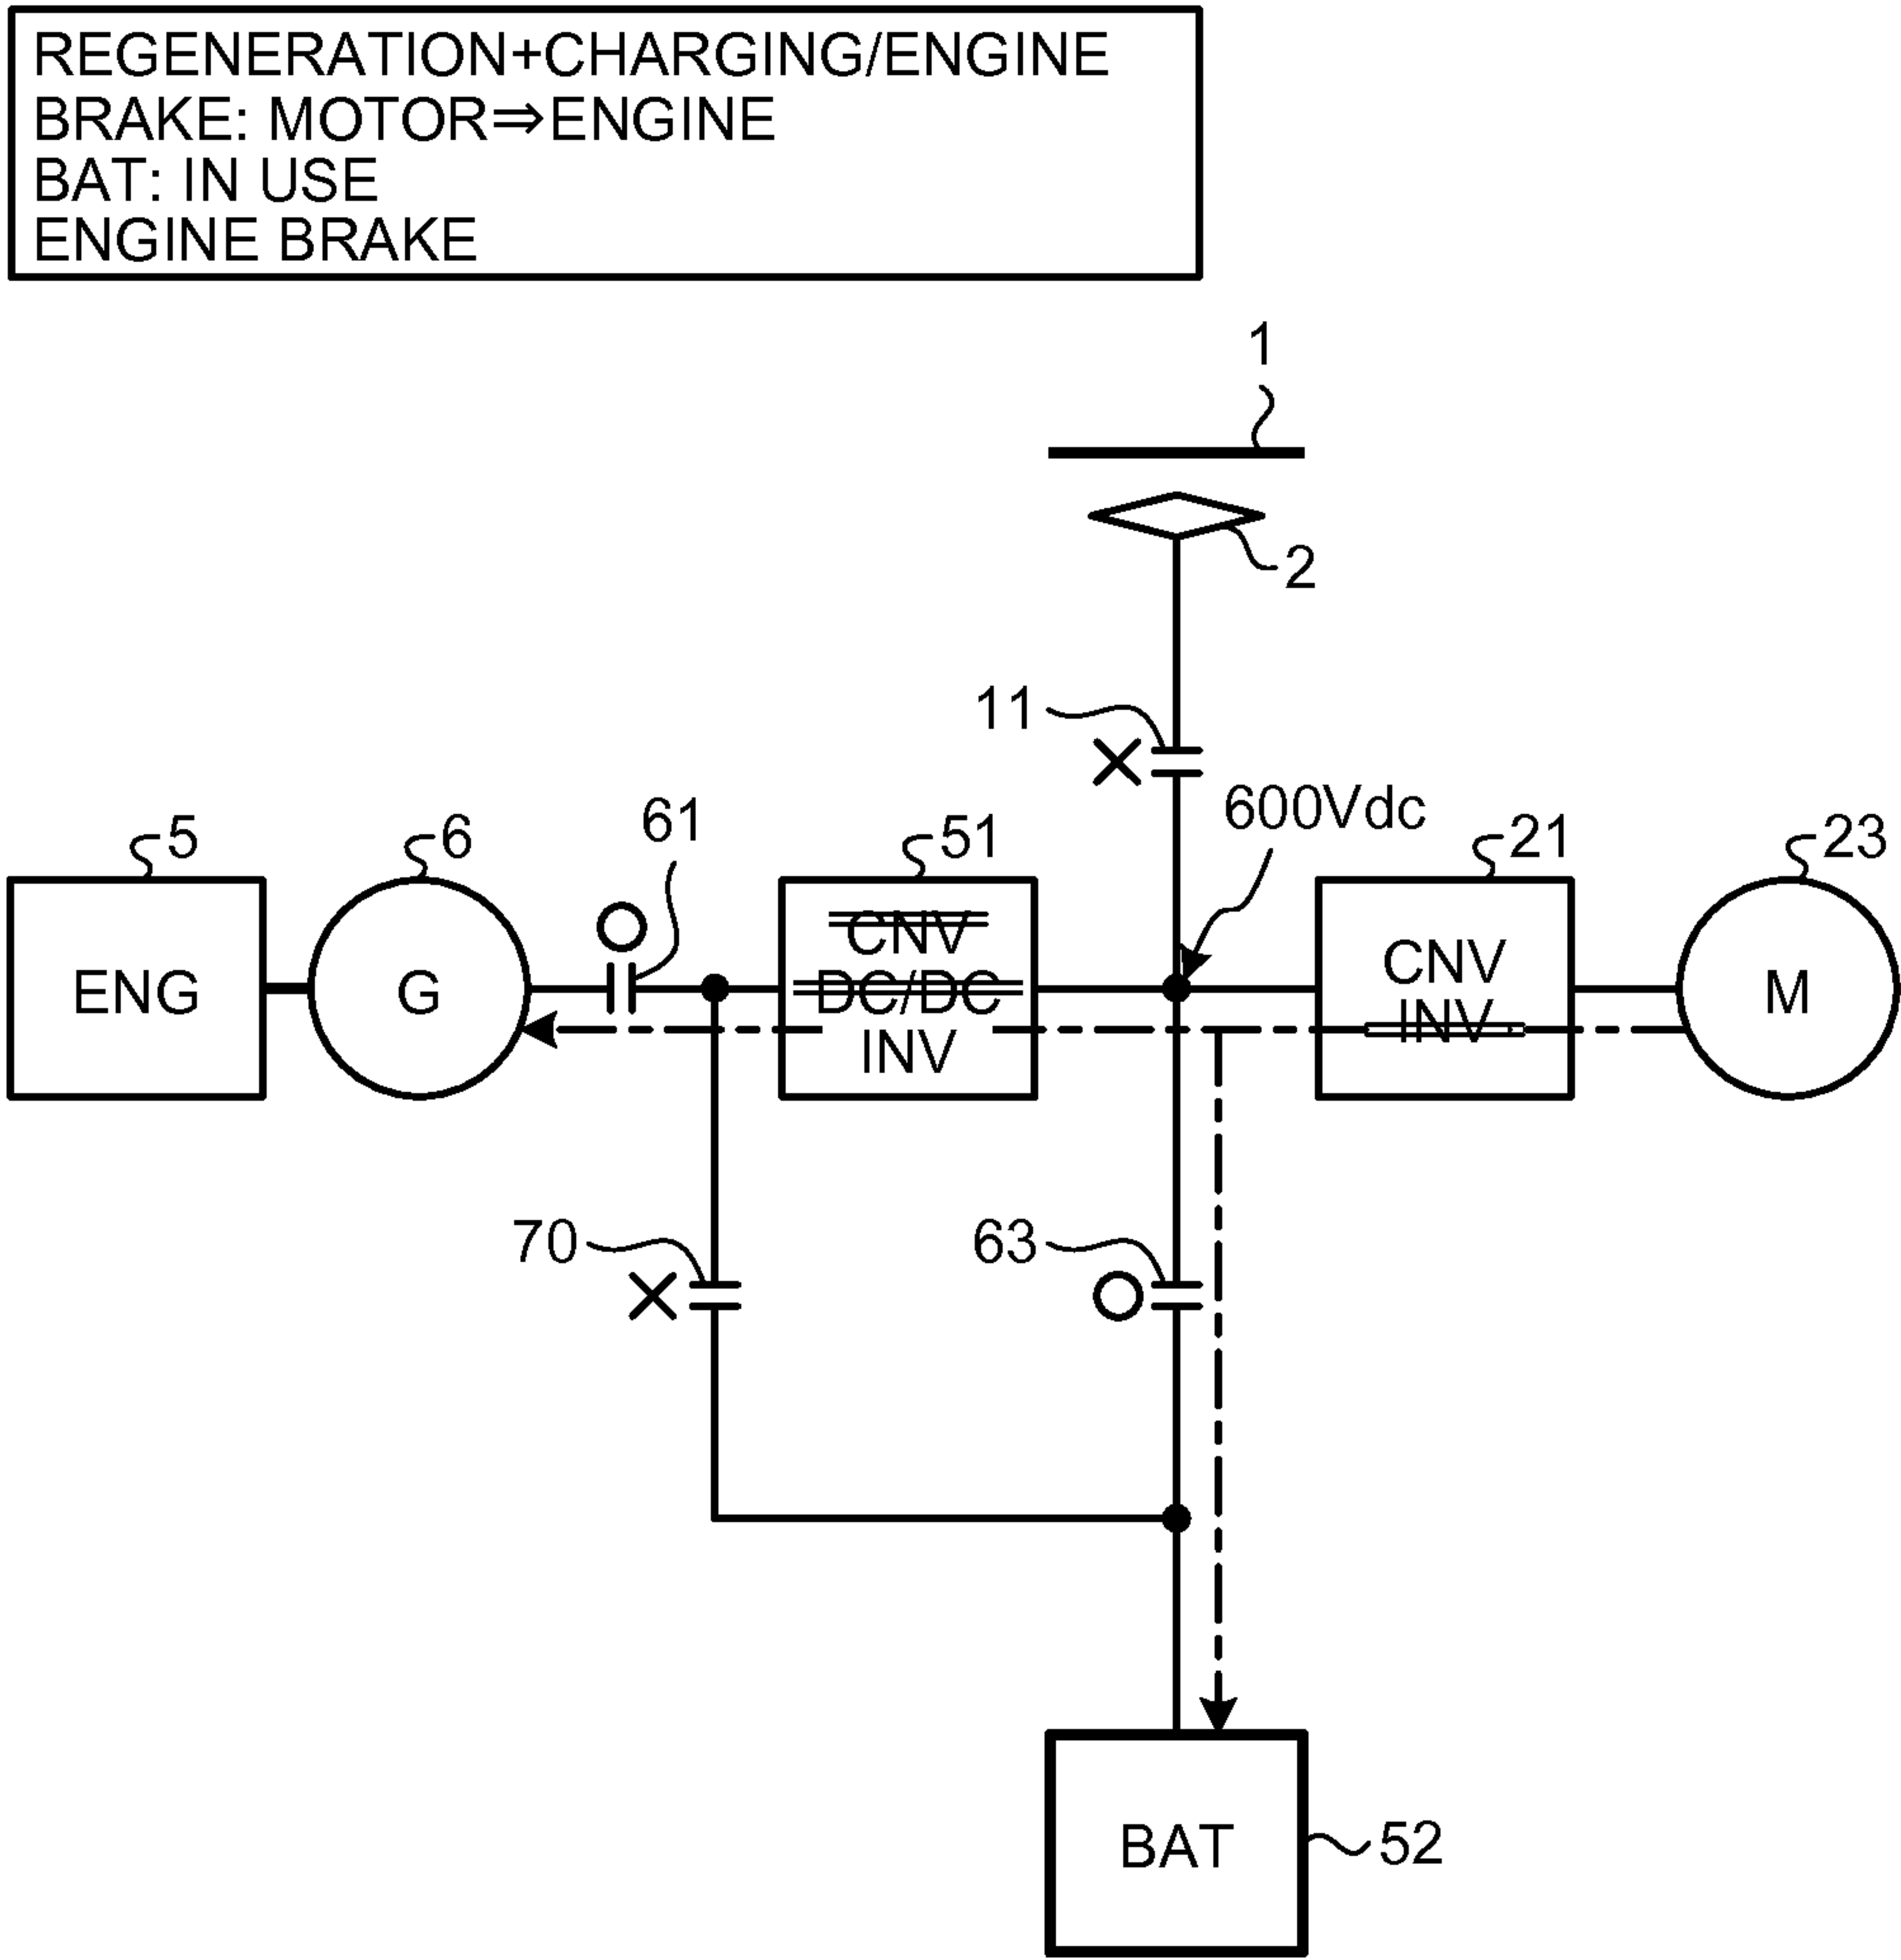 REGENERATION+CHARGING/ENGINE
BRAKE: MOTOR⇒ENGINE
BAT: IN USE
ENGINE BRAKE
1
2
11
600Vdc
5
6
61
51
21
23
ENG
G
CNV
DC/DC
INV
CNV
INV
M
70
63
BAT
52